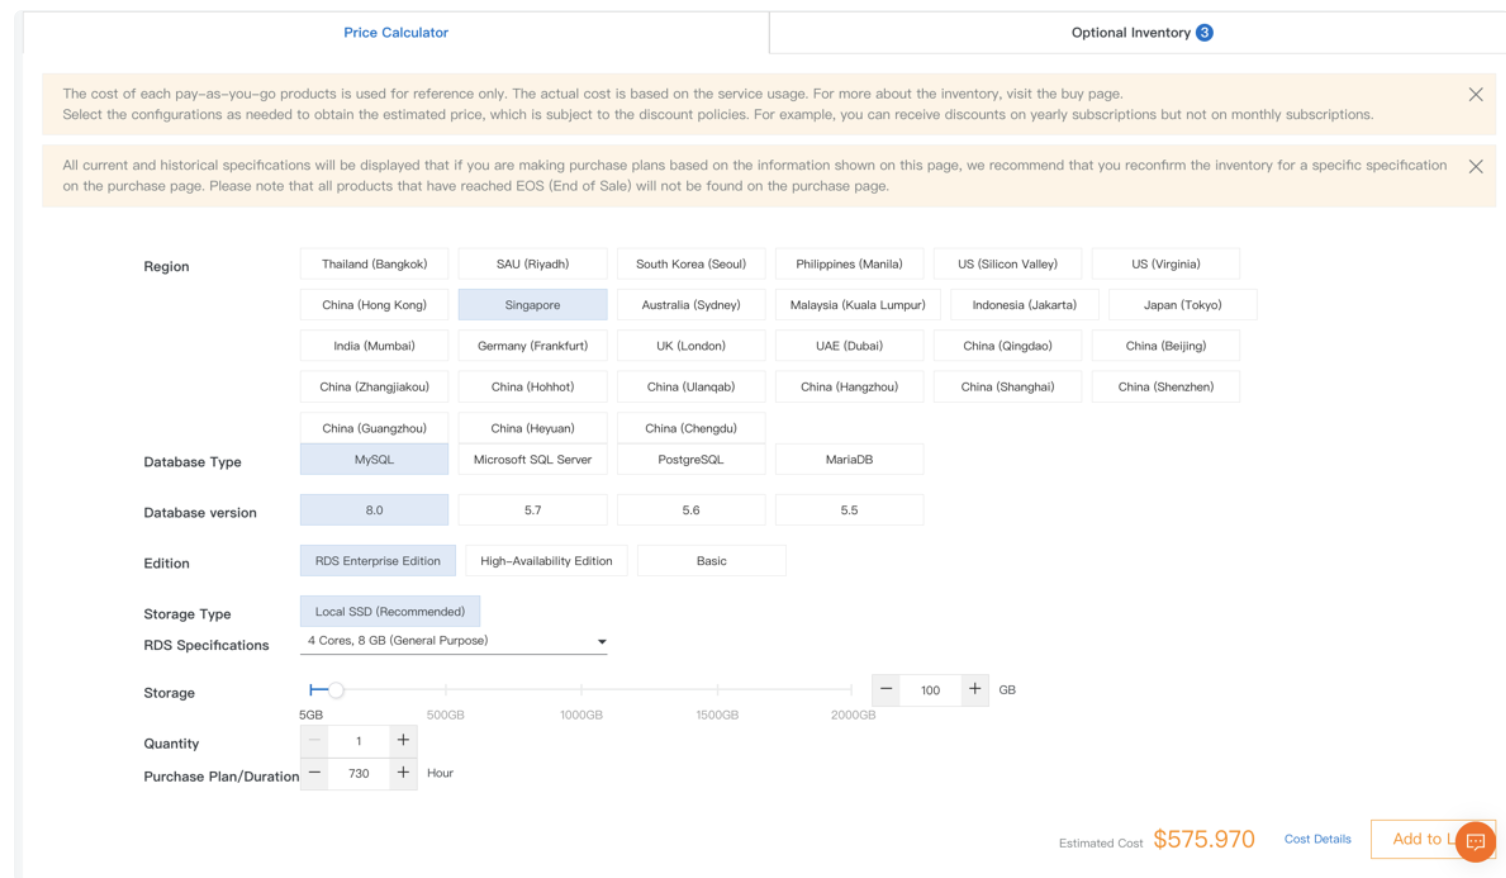 Price Calculator
Optional Inventory 3
The cost of each pay-as-you-go products is used for reference only. The actual cost is based on the service usage. For more about the inventory, visit the buy page.
Select the configurations as needed to obtain the estimated price, which is subject to the discount policies. For example, you can receive discounts on yearly subscriptions but not on monthly subscriptions.
All current and historical specifications will be displayed that if you are making purchase plans based on the information shown on this page, we recommend that you reconfirm the inventory for a specific specification
on the purchase page. Please note that all products that have reached EOS (End of Sale) will not be found on the purchase page.
Region
Thailand (Bangkok) SAU (Riyadh) South Korea (Seoul) Philippines (Manila) US (Silicon Valley) US (Virginia)
China (Hong Kong) Singapore Australia (Sydney) Malaysia (Kuala Lumpur) Indonesia (Jakarta) Japan (Tokyo)
India (Mumbai) Germany (Frankfurt) UK (London) UAE (Dubai) China (Qingdao) China (Beijing)
China (Zhangjiakou) China (Hohhot) China (Ulanqab) China (Hangzhou) China (Shanghai) China (Shenzhen)
China (Guangzhou) China (Heyuan) China (Chengdu)
Database Type MySQL Microsoft SQL Server PostgreSQL MariaDB
Database version 8.0 5.7 5.6 5.5
Edition RDS Enterprise Edition High-Availability Edition Basic
Storage Type Local SSD (Recommended)
RDS Specifications 4 Cores, 8 GB (General Purpose)
Storage − 100 + GB
5GB 500GB 1000GB 1500GB 2000GB
Quantity − 1 +
Purchase Plan/Duration − 730 + Hour
Estimated Cost $575.970 Cost Details Add to L